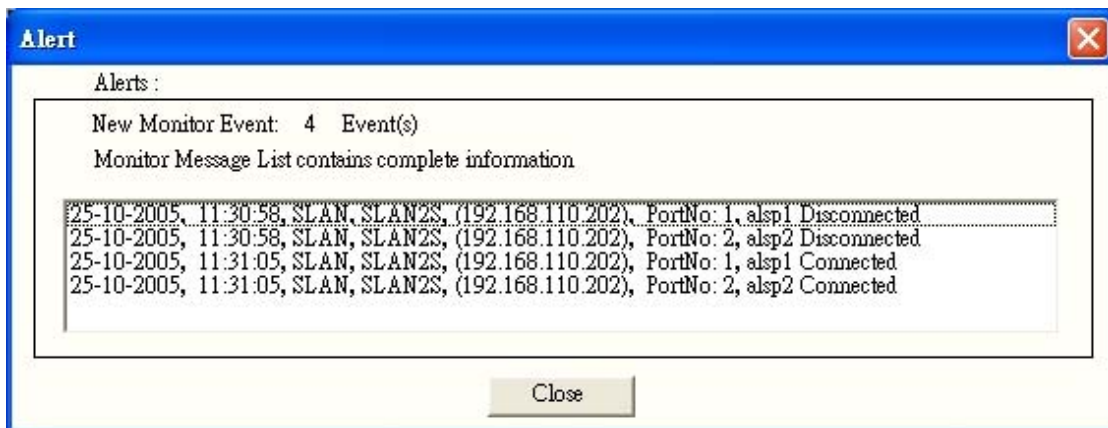 Alert
Alerts :
New Monitor Event: 4 Event(s)
Monitor Message List contains complete information
25-10-2005, 11:30:58, SLAN, SLAN2S, (192.168.110.202), PortNo: 1, alsp1 Disconnected
25-10-2005, 11:30:58, SLAN, SLAN2S, (192.168.110.202), PortNo: 2, alsp2 Disconnected
25-10-2005, 11:31:05, SLAN, SLAN2S, (192.168.110.202), PortNo: 1, alsp1 Connected
25-10-2005, 11:31:05, SLAN, SLAN2S, (192.168.110.202), PortNo: 2, alsp2 Connected
Close